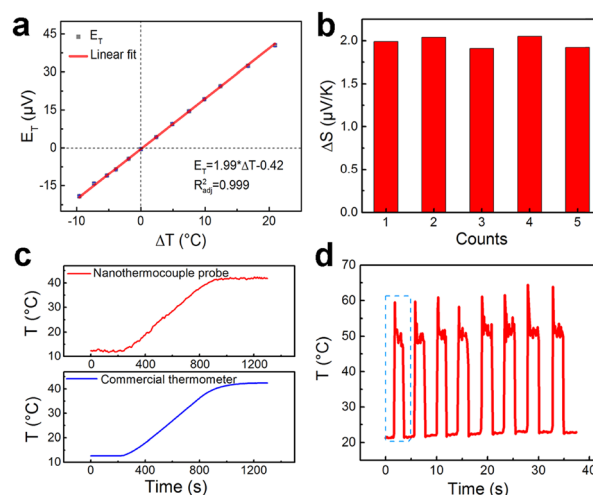 a
E_T
Linear fit
45
30
15
0
-15
E_T (µV)
E_T=1.99*ΔT-0.42
R²_adj=0.999
-10 0 10 20
ΔT (°C)
b
2.0
1.5
1.0
0.5
0.0
ΔS (µV/K)
1 2 3 4 5
Counts
c
Nanothermocouple probe
40
30
20
10
T (°C)
Commercial thermometer
40
30
20
10
T (°C)
0 400 800 1200
Time (s)
d
70
60
50
40
30
20
T (°C)
0 10 20 30 40
Time (s)